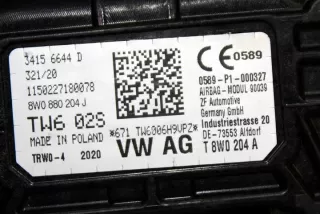 3415 6644 D
321/20
1150227180078
8W0 880 204 J
TW6 02S
MADE IN POLAND
TRW0-4 2020
*671 TW6006H9VPZ*
VW AG
CE 0589
0589-P1-000327
AIRBAG-MODUL 90039
ZF Automotive
Germany GmbH
Industriestrasse 20
DE-73553 Alfdorf
T 8W0 204 A